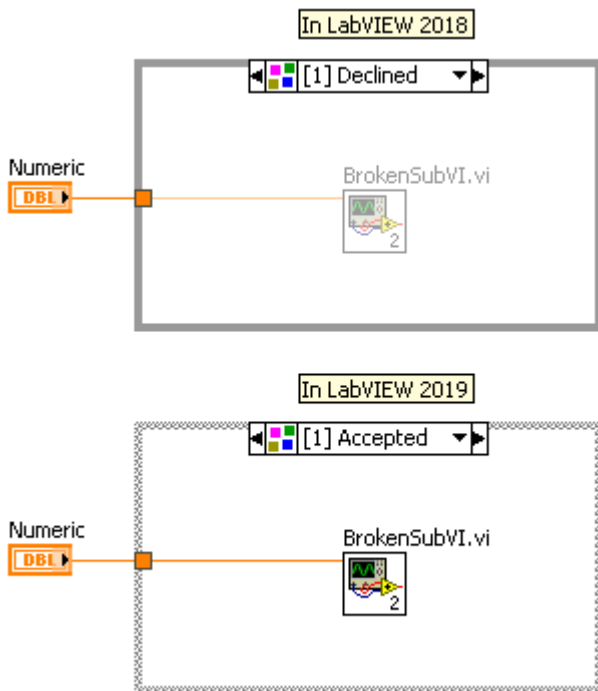 In LabVIEW 2018
[1] Declined
Numeric
BrokenSubVI.vi
DBL
2
In LabVIEW 2019
[1] Accepted
Numeric
BrokenSubVI.vi
DBL
2